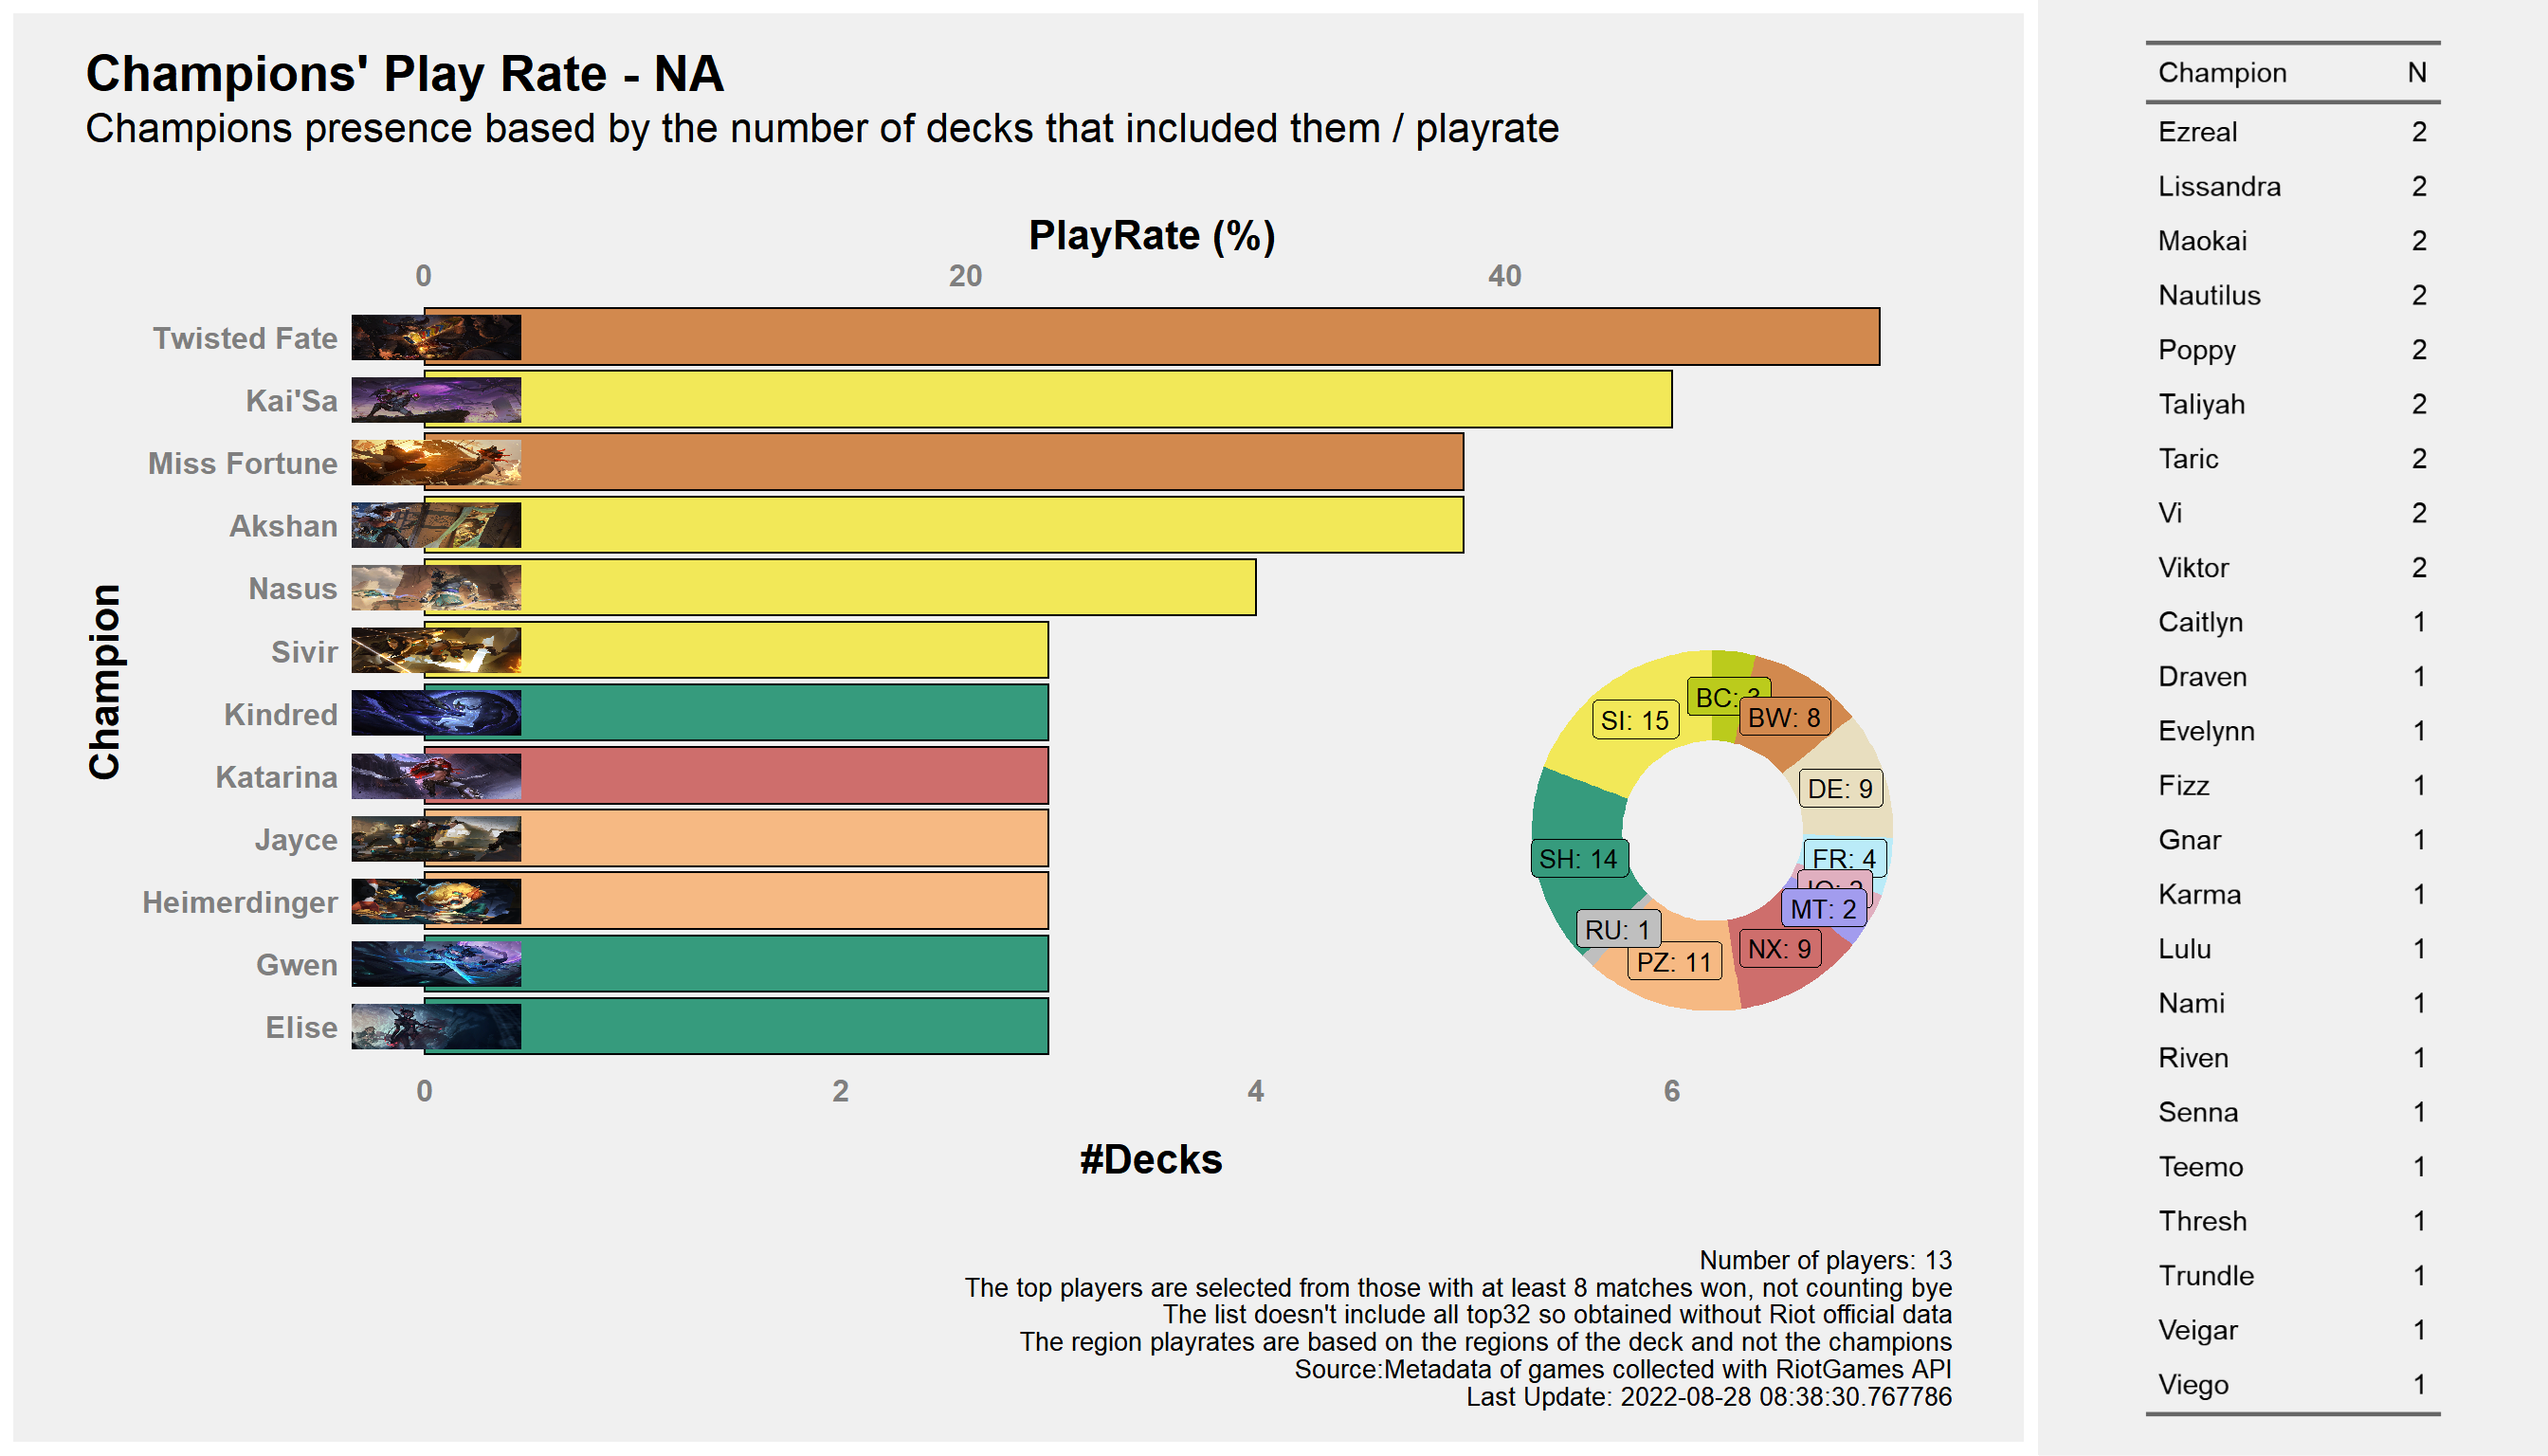 Champions' Play Rate - NA
Champions presence based by the number of decks that included them / playrate
PlayRate (%)
0 20 40
Champion
Twisted Fate
Kai'Sa
Miss Fortune
Akshan
Nasus
Sivir
Kindred
Katarina
Jayce
Heimerdinger
Gwen
Elise
0 2 4 6
#Decks
BC: 3
SI: 15
BW: 8
DE: 9
FR: 4
SH: 14
MT: 2
RU: 1
NX: 9
PZ: 11
Number of players: 13
The top players are selected from those with at least 8 matches won, not counting bye
The list doesn't include all top32 so obtained without Riot official data
The region playrates are based on the regions of the deck and not the champions
Source:Metadata of games collected with RiotGames API
Last Update: 2022-08-28 08:38:30.767786
Champion N
Ezreal 2
Lissandra 2
Maokai 2
Nautilus 2
Poppy 2
Taliyah 2
Taric 2
Vi 2
Viktor 2
Caitlyn 1
Draven 1
Evelynn 1
Fizz 1
Gnar 1
Karma 1
Lulu 1
Nami 1
Riven 1
Senna 1
Teemo 1
Thresh 1
Trundle 1
Veigar 1
Viego 1